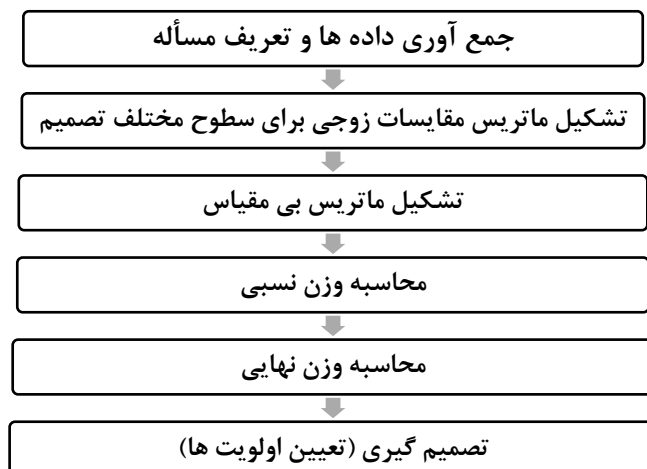 جمع آوری داده ها و تعریف مسأله
تشکیل ماتریس مقایسات زوجی برای سطوح مختلف تصمیم
تشکیل ماتریس بی مقیاس
محاسبه وزن نسبی
محاسبه وزن نهایی
تصمیم گیری (تعیین اولویت ها)